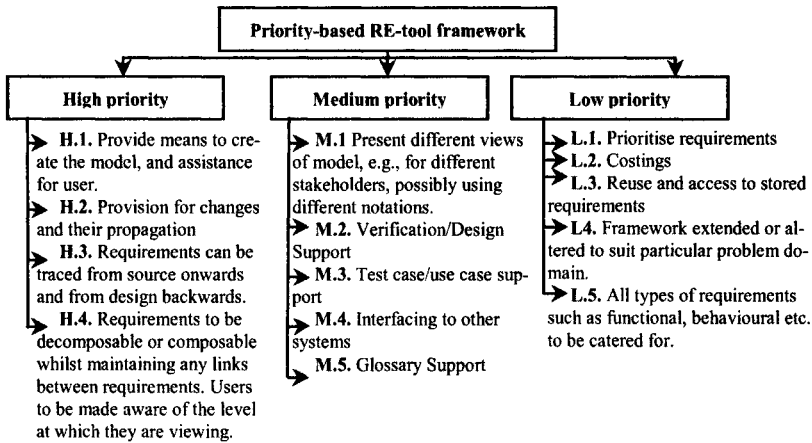 Priority-based RE-tool framework
High priority
H.1. Provide means to cre-
ate the model, and assistance
for user.
H.2. Provision for changes
and their propagation
H.3. Requirements can be
traced from source onwards
and from design backwards.
H.4. Requirements to be
decomposable or composable
whilst maintaining any links
between requirements. Users
to be made aware of the level
at which they are viewing.
Medium priority
M.1 Present different views
of model, e.g., for different
stakeholders, possibly using
different notations.
M.2. Verification/Design
Support
M.3. Test case/use case sup-
port
M.4. Interfacing to other
systems
M.5. Glossary Support
Low priority
L.1. Prioritise requirements
L.2. Costings
L.3. Reuse and access to stored
requirements
L4. Framework extended or al-
tered to suit particular problem do-
main.
L.5. All types of requirements
such as functional, behavioural etc.
to be catered for.